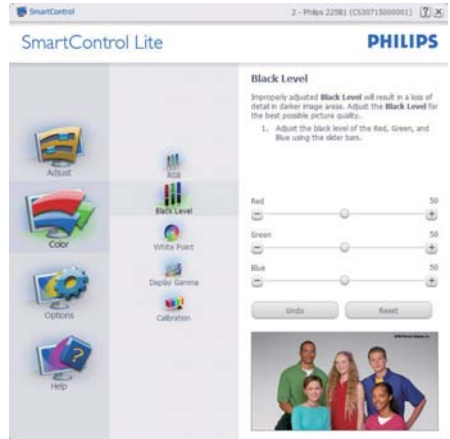 SmartControl
2 - Philips 225B1 (CS30715000001)
SmartControl Lite
PHILIPS
Adjust
Color
Options
Help
RGB
Black Level
White Point
Display Gamma
Calibration
Black Level
Improperly adjusted Black Level will result in a loss of
detail in darker image areas. Adjust the Black Level for
the best possible picture quality.
1. Adjust the black level of the Red, Green, and
Blue using the slider bars.
Red 50
Green 50
Blue 50
Undo Reset